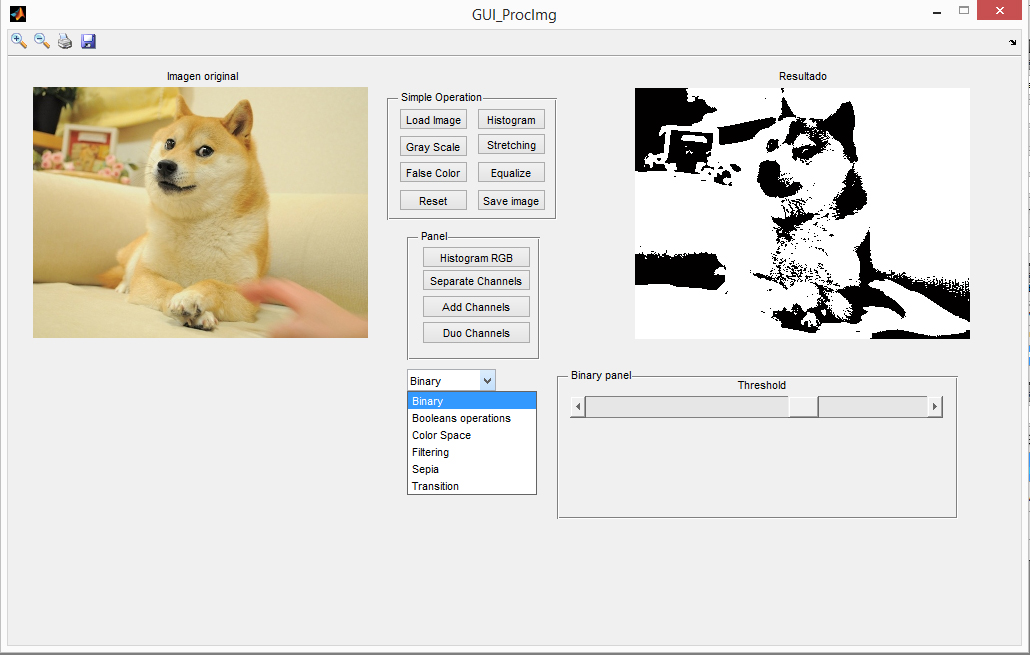 GUI_ProcImg
Imagen original
Resultado
Simple Operation
Load Image
Histogram
Gray Scale
Stretching
False Color
Equalize
Reset
Save image
Panel
Histogram RGB
Separate Channels
Add Channels
Duo Channels
Binary
Binary
Booleans operations
Color Space
Filtering
Sepia
Transition
Binary panel
Threshold